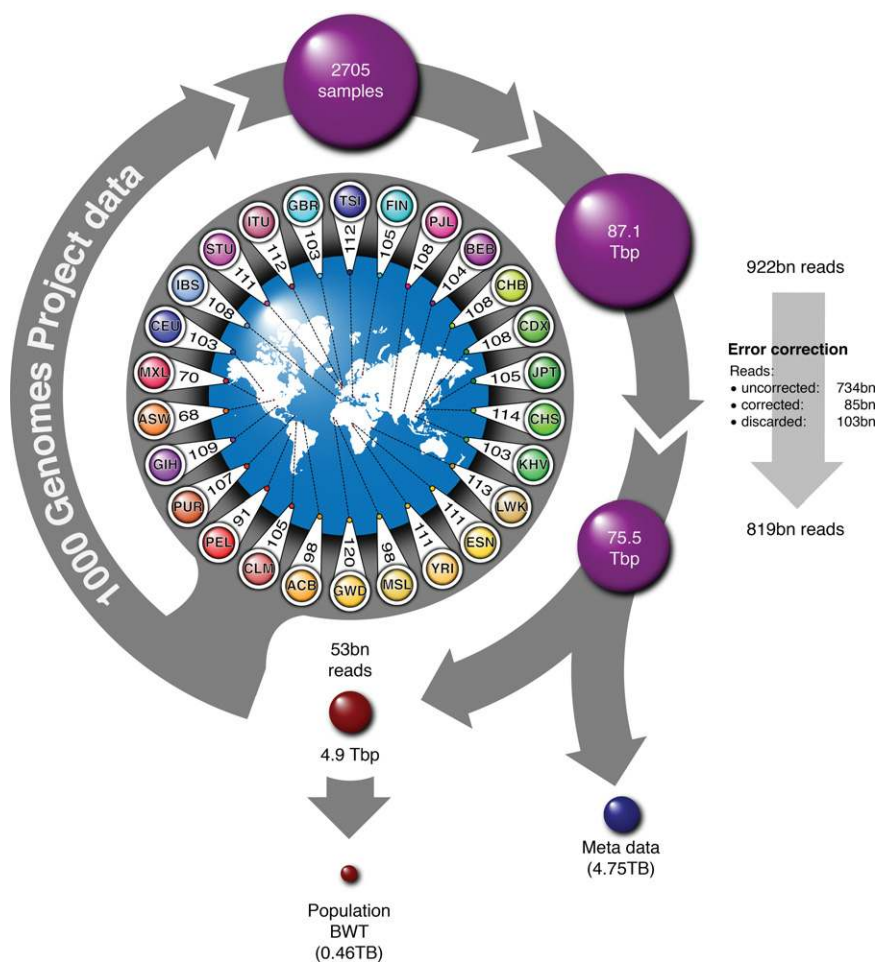 2705
samples
1000 Genomes Project data
87.1
Tbp
922bn reads
Error correction
Reads:
• uncorrected: 734bn
• corrected: 85bn
• discarded: 103bn
819bn reads
75.5
Tbp
TSI 112
FIN 105
PJL 108
BEB 104
CHB 108
CDX 108
JPT 105
CHS 114
KHV 103
LWK 113
ESN 111
YRI 111
MSL 98
GWD 120
ACB 98
CLM 105
PEL 91
PUR 107
GIH 109
ASW 68
MXL 70
CEU 103
IBS 108
STU 111
ITU 112
GBR 103
53bn
reads
4.9 Tbp
Population
BWT
(0.46TB)
Meta data
(4.75TB)